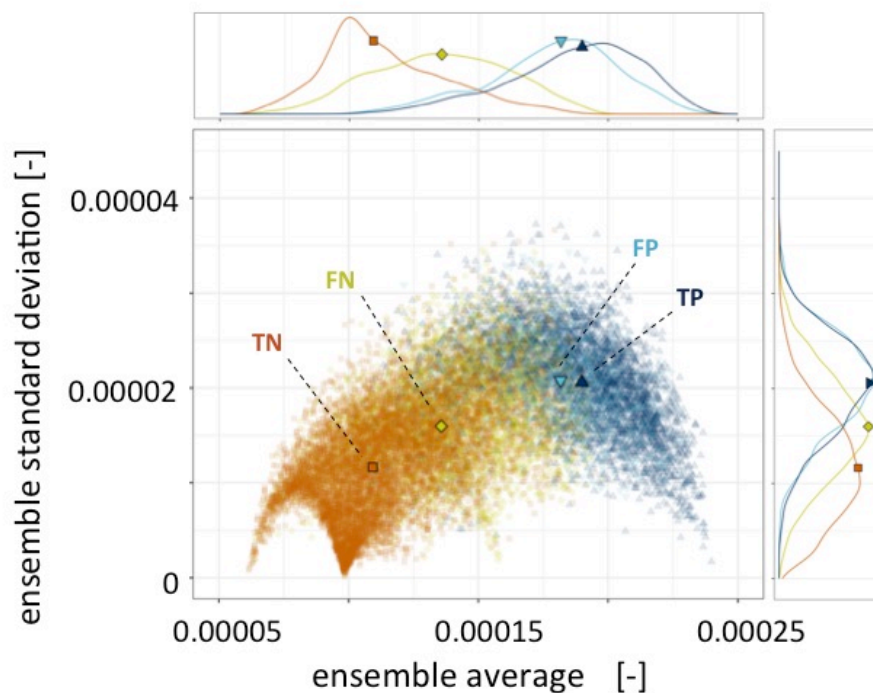 ensemble standard deviation [-]
0.00004
0.00002
0
FP
FN
TP
TN
0.00005
0.00015
0.00025
ensemble average [-]